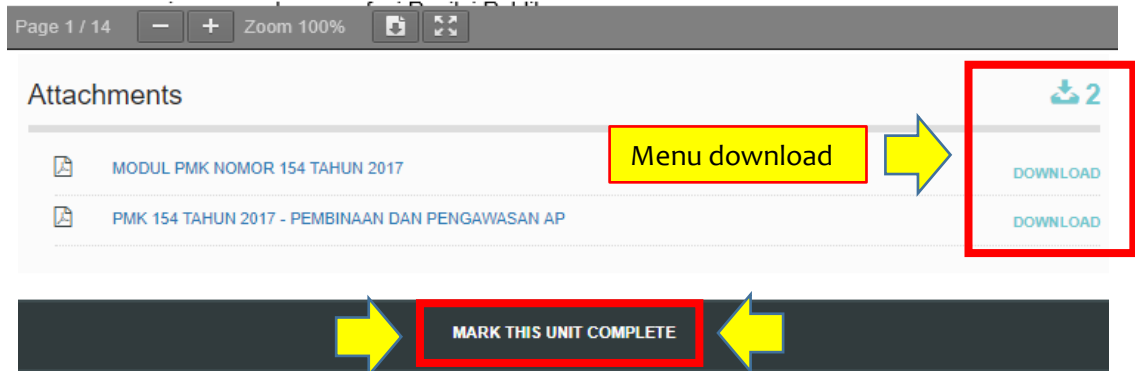 Page 1 / 14 Zoom 100%
Attachments 2
Menu download
MODUL PMK NOMOR 154 TAHUN 2017 DOWNLOAD
PMK 154 TAHUN 2017 - PEMBINAAN DAN PENGAWASAN AP DOWNLOAD
MARK THIS UNIT COMPLETE